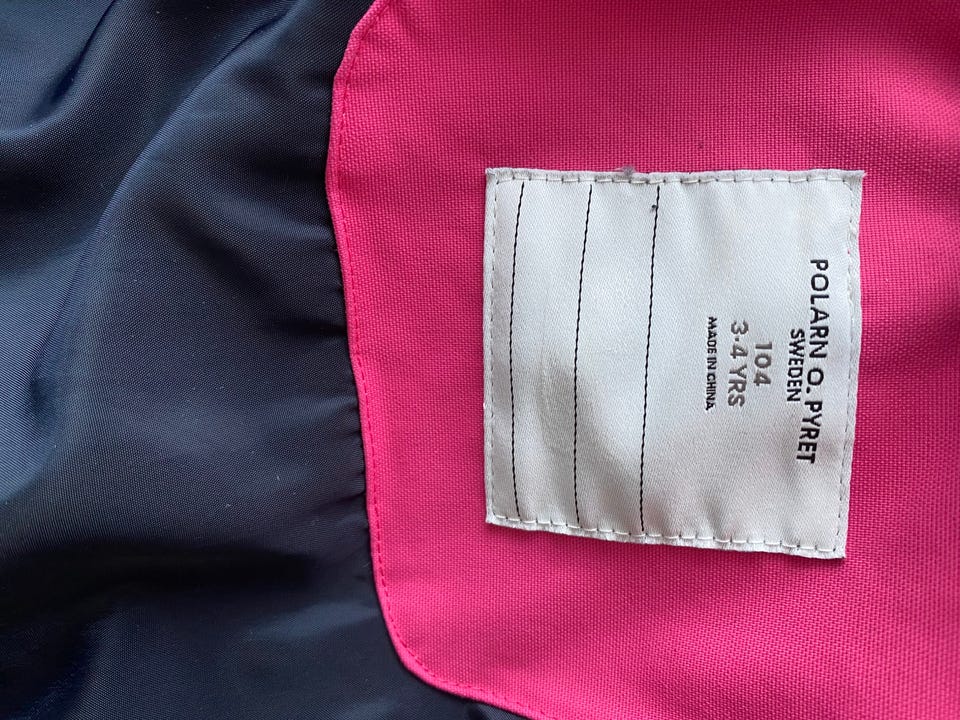 POLARN O. PYRET
SWEDEN
104
3-4 YRS
MADE IN CHINA